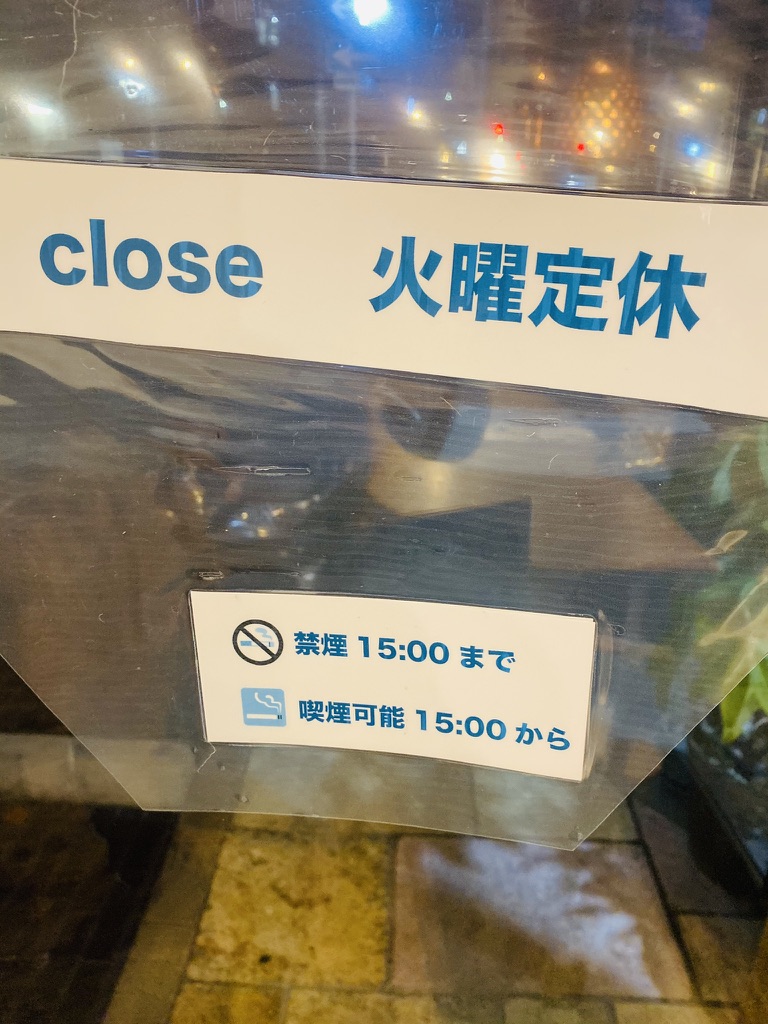 close 火曜定休
禁煙 15:00 まで
喫煙可能 15:00 から